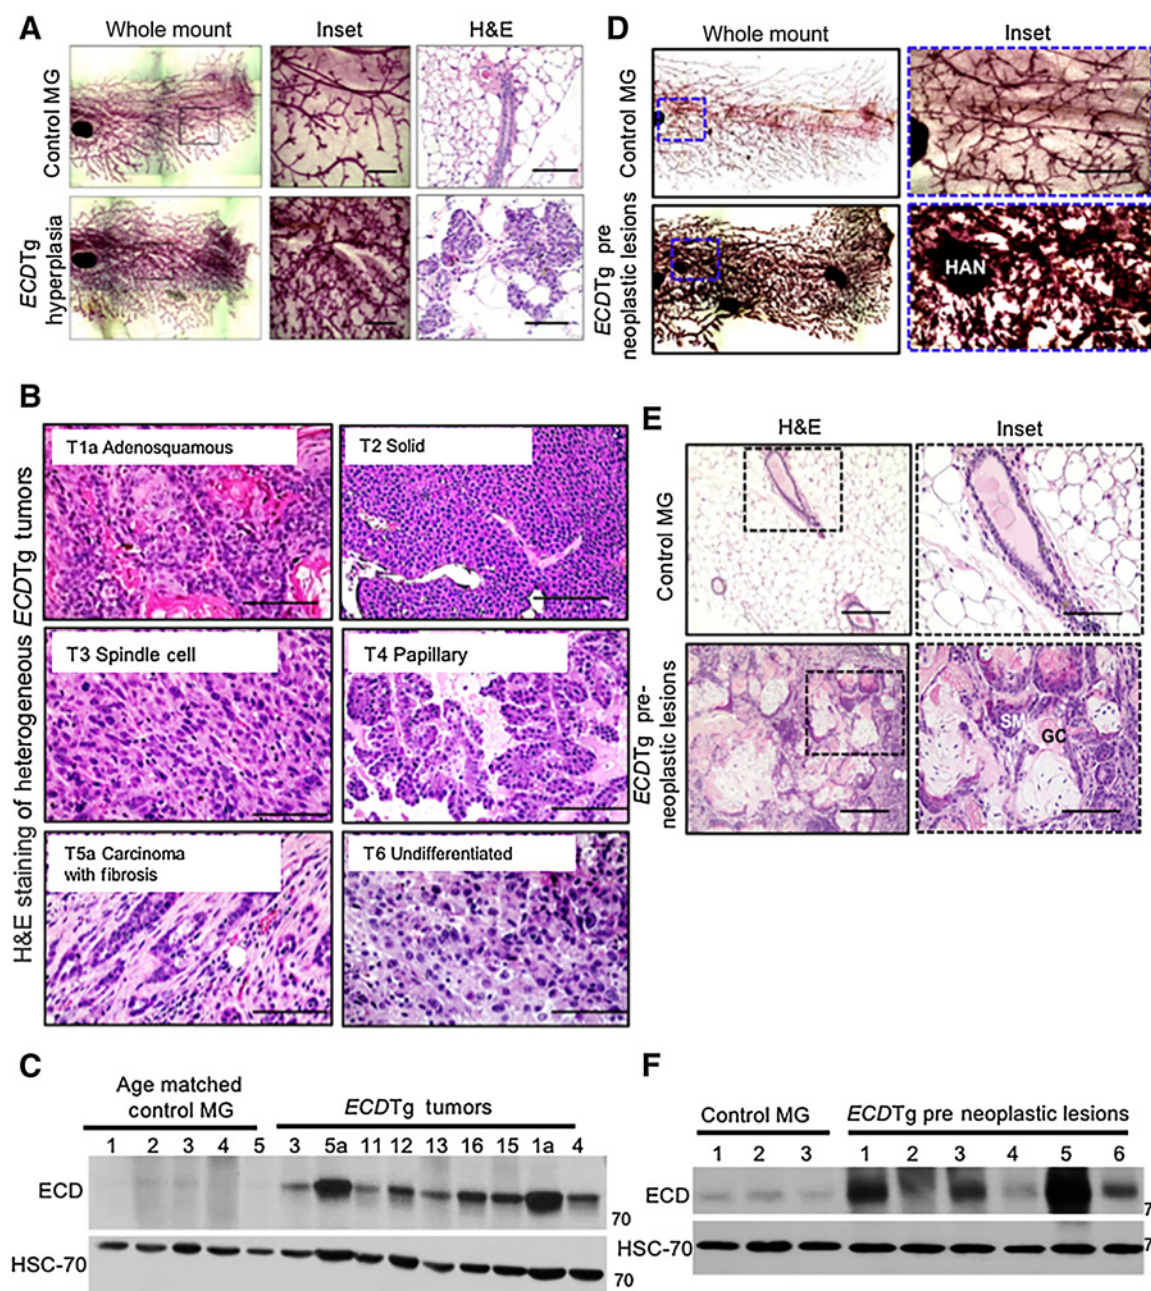 A
Whole mount
Inset
H&E
Control MG
ECDTg
hyperplasia
B
H&E staining of heterogeneous ECDTg tumors
T1a Adenosquamous
T2 Solid
T3 Spindle cell
T4 Papillary
T5a Carcinoma
with fibrosis
T6 Undifferentiated
C
Age matched
control MG
ECDTg tumors
1 2 3 4 5 3 5a 11 12 13 16 15 1a 4
ECD
70
HSC-70
70
D
Whole mount
Inset
Control MG
ECDTg pre
neoplastic lesions
HAN
E
H&E
Inset
Control MG
ECDTg pre-
neoplastic lesions
SM
GC
F
Control MG
ECDTg pre neoplastic lesions
1 2 3 1 2 3 4 5 6
ECD
7
HSC-70
7